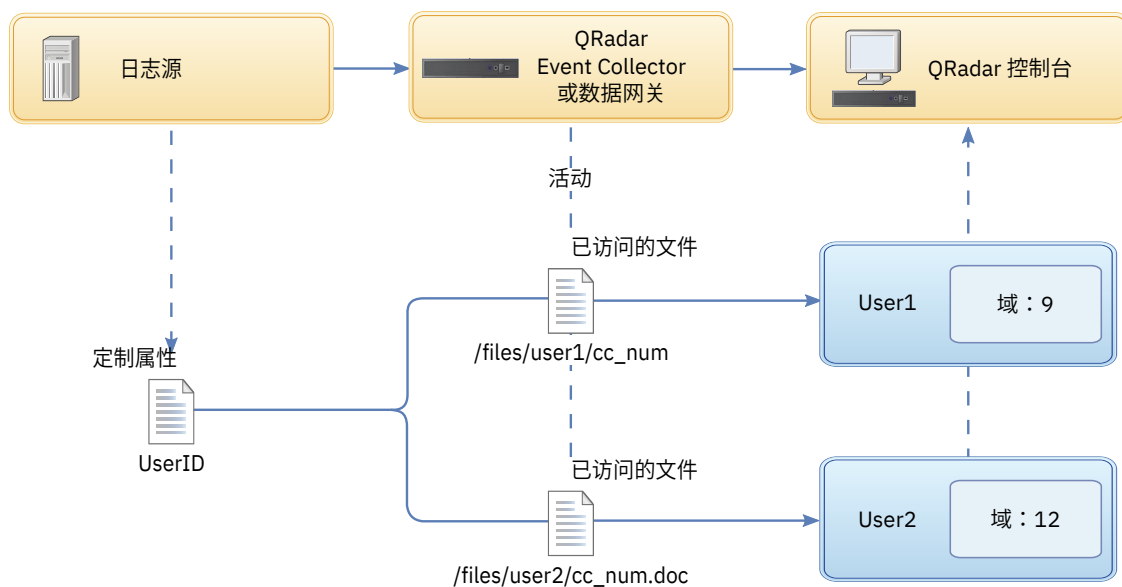 日志源
QRadar
Event Collector
或数据网关
QRadar 控制台
活动
已访问的文件
/files/user1/cc_num
User1
域：9
定制属性
UserID
已访问的文件
/files/user2/cc_num.doc
User2
域：12